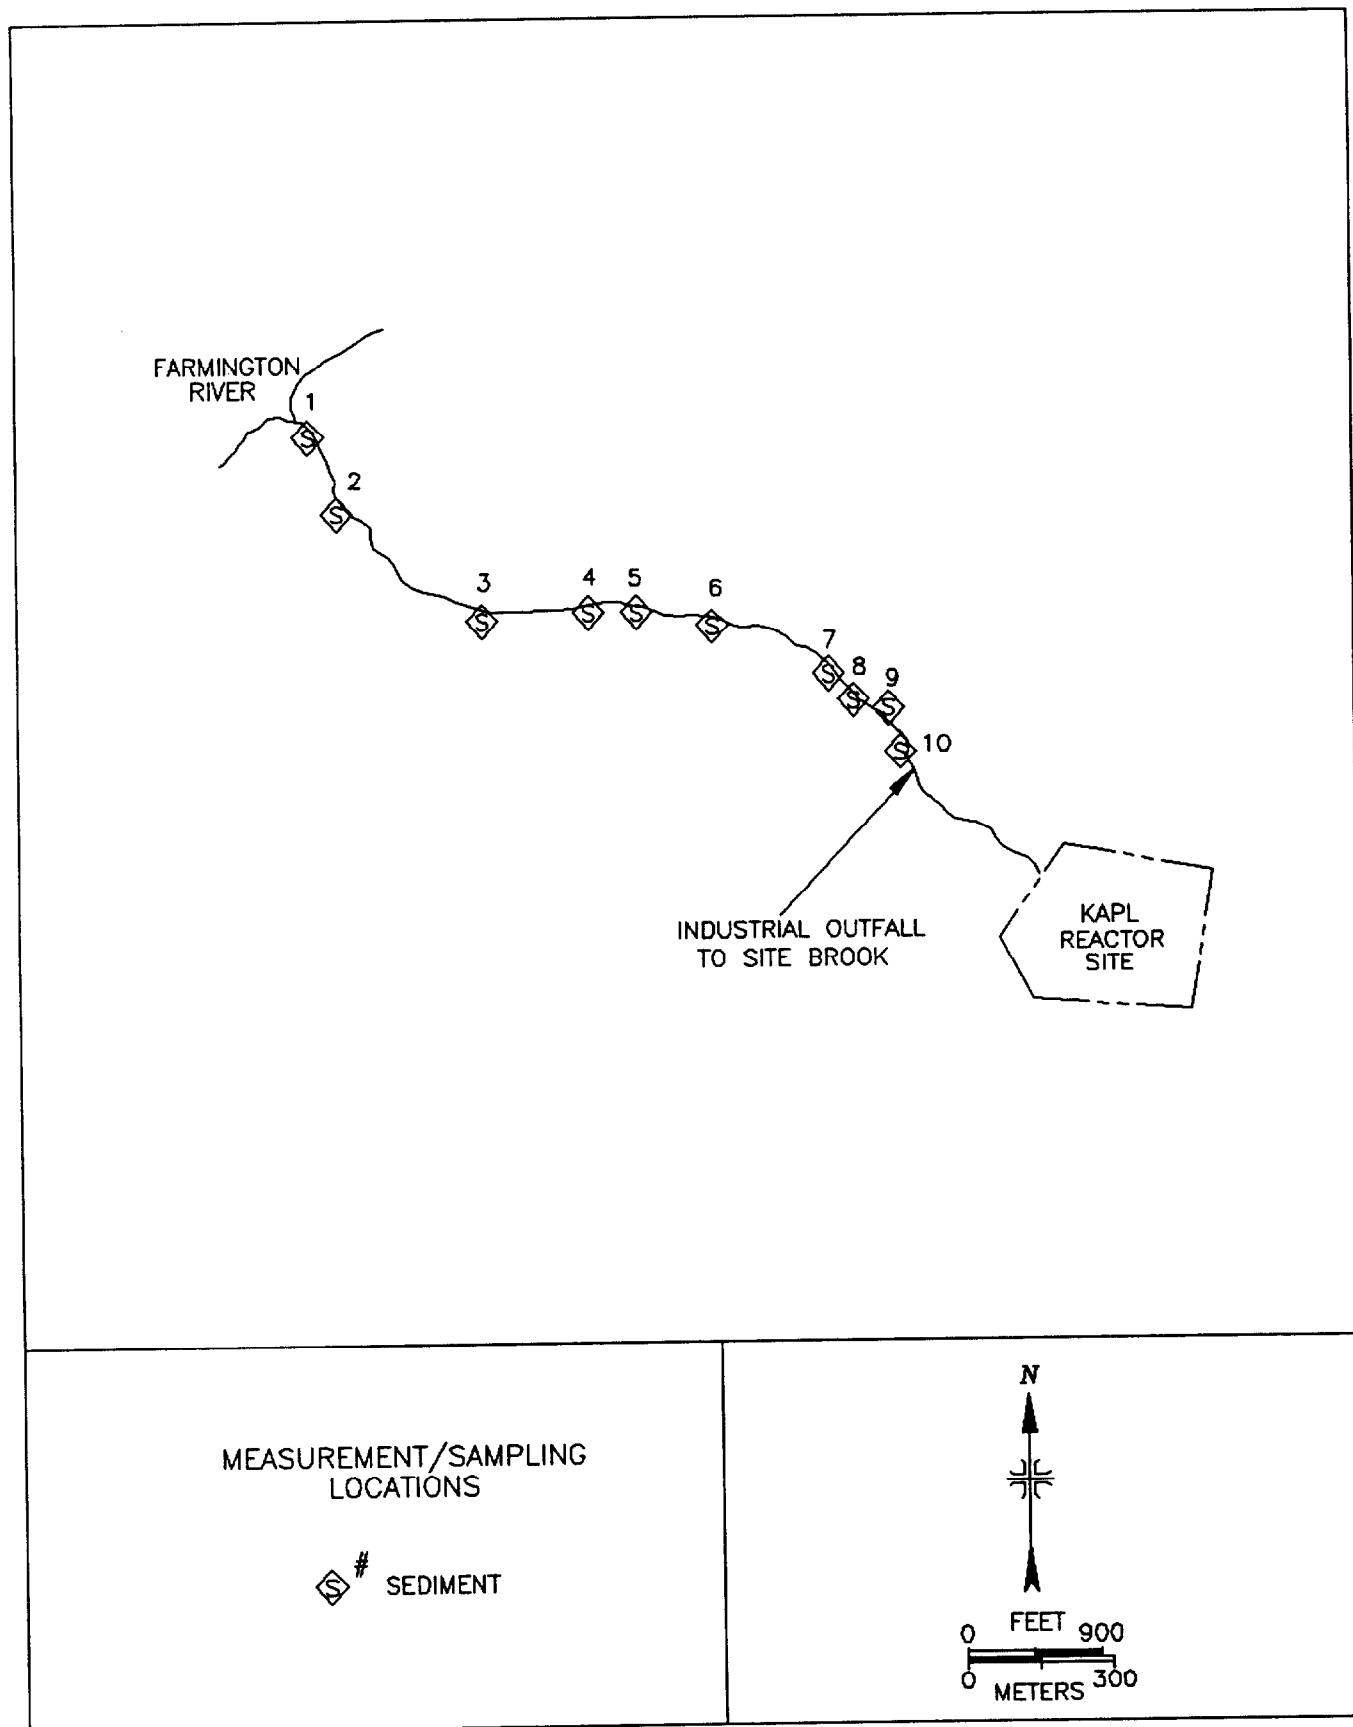 FARMINGTON
RIVER
1
2
3
4
5
6
7
8
9
10
S
S
S
S
S
S
S
S
S
S
INDUSTRIAL OUTFALL
TO SITE BROOK
KAPL
REACTOR
SITE
MEASUREMENT/SAMPLING
LOCATIONS
S # SEDIMENT
N
FEET
0 900
0 300
METERS